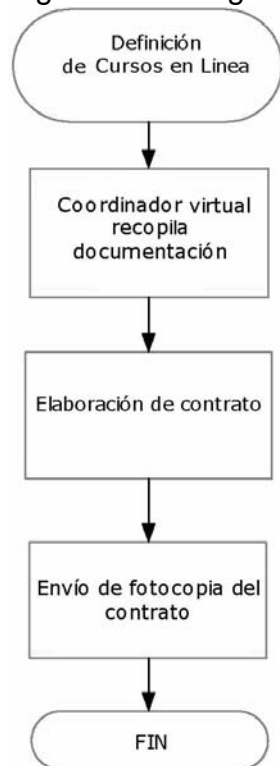 Definición
de Cursos en Linea
Coordinador virtual
recopila
documentación
Elaboración de contrato
Envío de fotocopia del
contrato
FIN